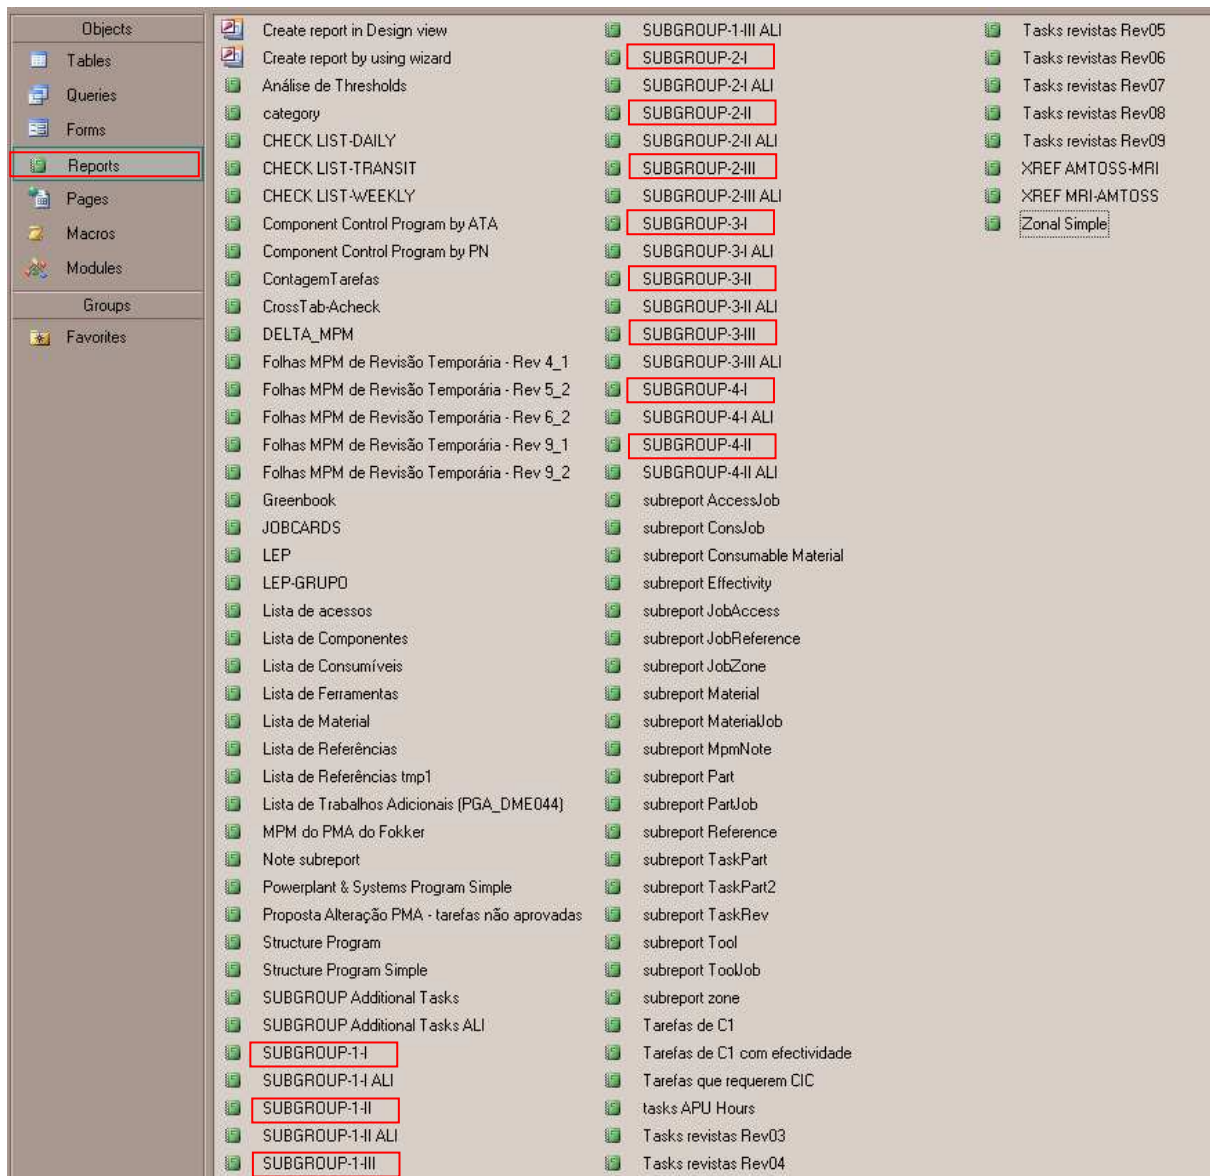 Objects
Tables
Queries
Forms
Reports
Pages
Macros
Modules
Groups
Favorites
Create report in Design view
Create report by using wizard
Análise de Thresholds
category
CHECK LIST-DAILY
CHECK LIST-TRANSIT
CHECK LIST-WEEKLY
Component Control Program by ATA
Component Control Program by PN
ContagemTarefas
CrossTab-Acheck
DELTA_MPM
Folhas MPM de Revisão Temporária - Rev 4_1
Folhas MPM de Revisão Temporária - Rev 5_2
Folhas MPM de Revisão Temporária - Rev 6_2
Folhas MPM de Revisão Temporária - Rev 9_1
Folhas MPM de Revisão Temporária - Rev 9_2
Greenbook
JOBCARDS
LEP
LEP-GRUPO
Lista de acessos
Lista de Componentes
Lista de Consumíveis
Lista de Ferramentas
Lista de Material
Lista de Referências
Lista de Referências tmp1
Lista de Trabalhos Adicionais (PGA_DME044)
MPM do PMA do Fokker
Note subreport
Powerplant & Systems Program Simple
Proposta Alteração PMA - tarefas não aprovadas
Structure Program
Structure Program Simple
SUBGROUP Additional Tasks
SUBGROUP Additional Tasks ALI
SUBGROUP-1-I
SUBGROUP-1-I ALI
SUBGROUP-1-II
SUBGROUP-1-II ALI
SUBGROUP-1-III
SUBGROUP-1-III ALI
SUBGROUP-2-I
SUBGROUP-2-I ALI
SUBGROUP-2-II
SUBGROUP-2-II ALI
SUBGROUP-2-III
SUBGROUP-2-III ALI
SUBGROUP-3-I
SUBGROUP-3-I ALI
SUBGROUP-3-II
SUBGROUP-3-II ALI
SUBGROUP-3-III
SUBGROUP-3-III ALI
SUBGROUP-4-I
SUBGROUP-4-I ALI
SUBGROUP-4-II
SUBGROUP-4-II ALI
subreport AccessJob
subreport ConsJob
subreport Consumable Material
subreport Effectivity
subreport JobAccess
subreport JobReference
subreport JobZone
subreport Material
subreport MaterialJob
subreport MpmNote
subreport Part
subreport PartJob
subreport Reference
subreport TaskPart
subreport TaskPart2
subreport TaskRev
subreport Tool
subreport ToolJob
subreport zone
Tarefas de C1
Tarefas de C1 com efectividade
Tarefas que requerem CIC
tasks APU Hours
Tasks revistas Rev03
Tasks revistas Rev04
Tasks revistas Rev05
Tasks revistas Rev06
Tasks revistas Rev07
Tasks revistas Rev08
Tasks revistas Rev09
XREF AMTOSS-MRI
XREF MRI-AMTOSS
Zonal Simple